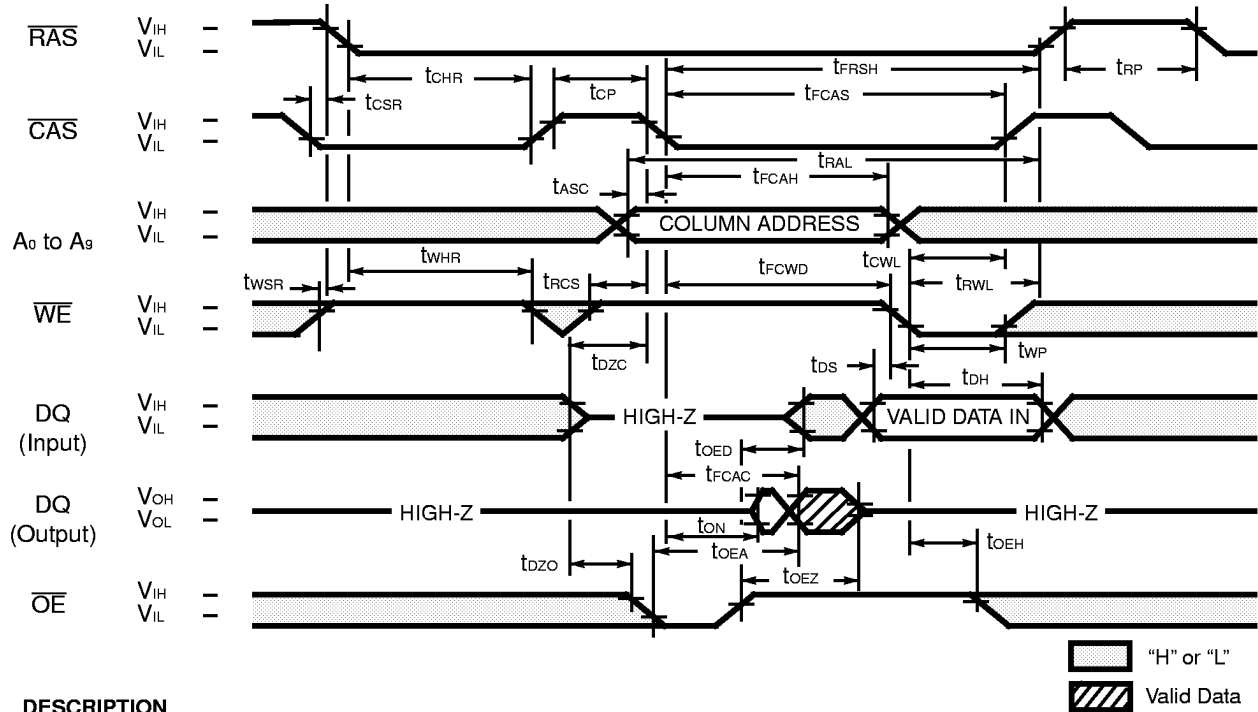 RAS VIH
VIL
tCHR tCP tFRSH tRP
tCSR tFCAS
CAS VIH
VIL
tRAL
tASC tFCAH
A0 to A9 VIH
VIL
COLUMN ADDRESS
tWHR tFCWD tCWL
tWSR tRCS tRWL
WE VIH
VIL
tDZC tDS tWP
tDH
DQ
(Input) VIH
VIL
HIGH-Z VALID DATA IN
tOED
tFCAC
DQ
(Output) VOH
VOL
HIGH-Z HIGH-Z
tON
tDZO tOEA tOEH
tOEZ
OE VIH
VIL
“H” or “L”
Valid Data
DESCRIPTION